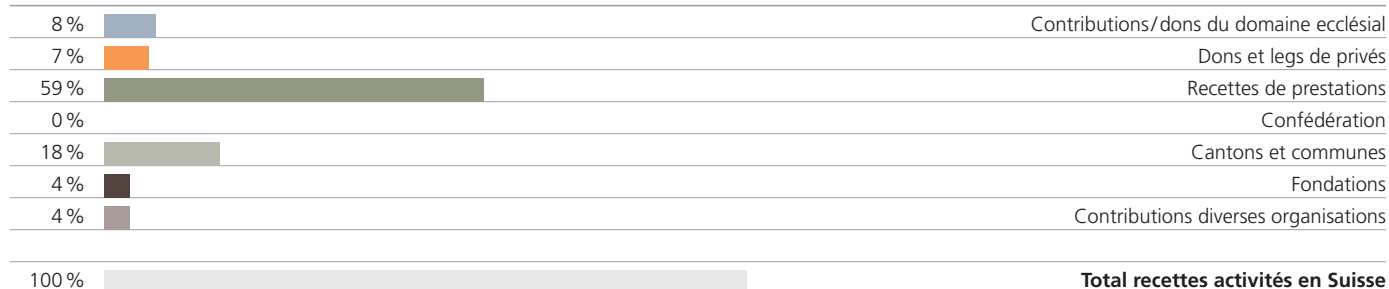 8 % Contributions/dons du domaine ecclésial
7 % Dons et legs de privés
59 % Recettes de prestations
0 % Confédération
18 % Cantons et communes
4 % Fondations
4 % Contributions diverses organisations
100 % Total recettes activités en Suisse